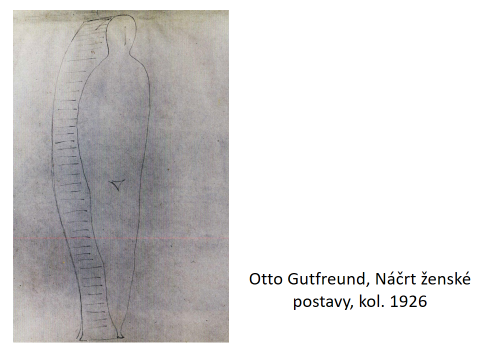 Otto Gutfreund, Náčrt ženské
postavy, kol. 1926